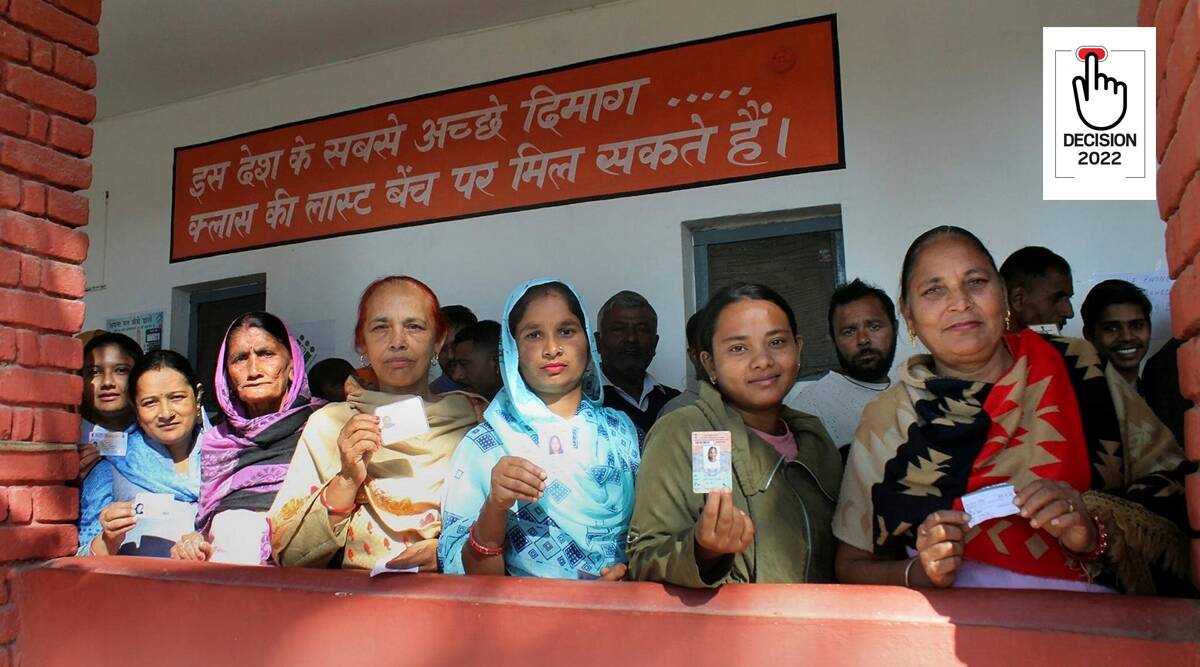 इस देश के सबसे अच्छे दिमाग .....
क्लास की लास्ट बेंच पर मिल सकते हैं।
DECISION
2022